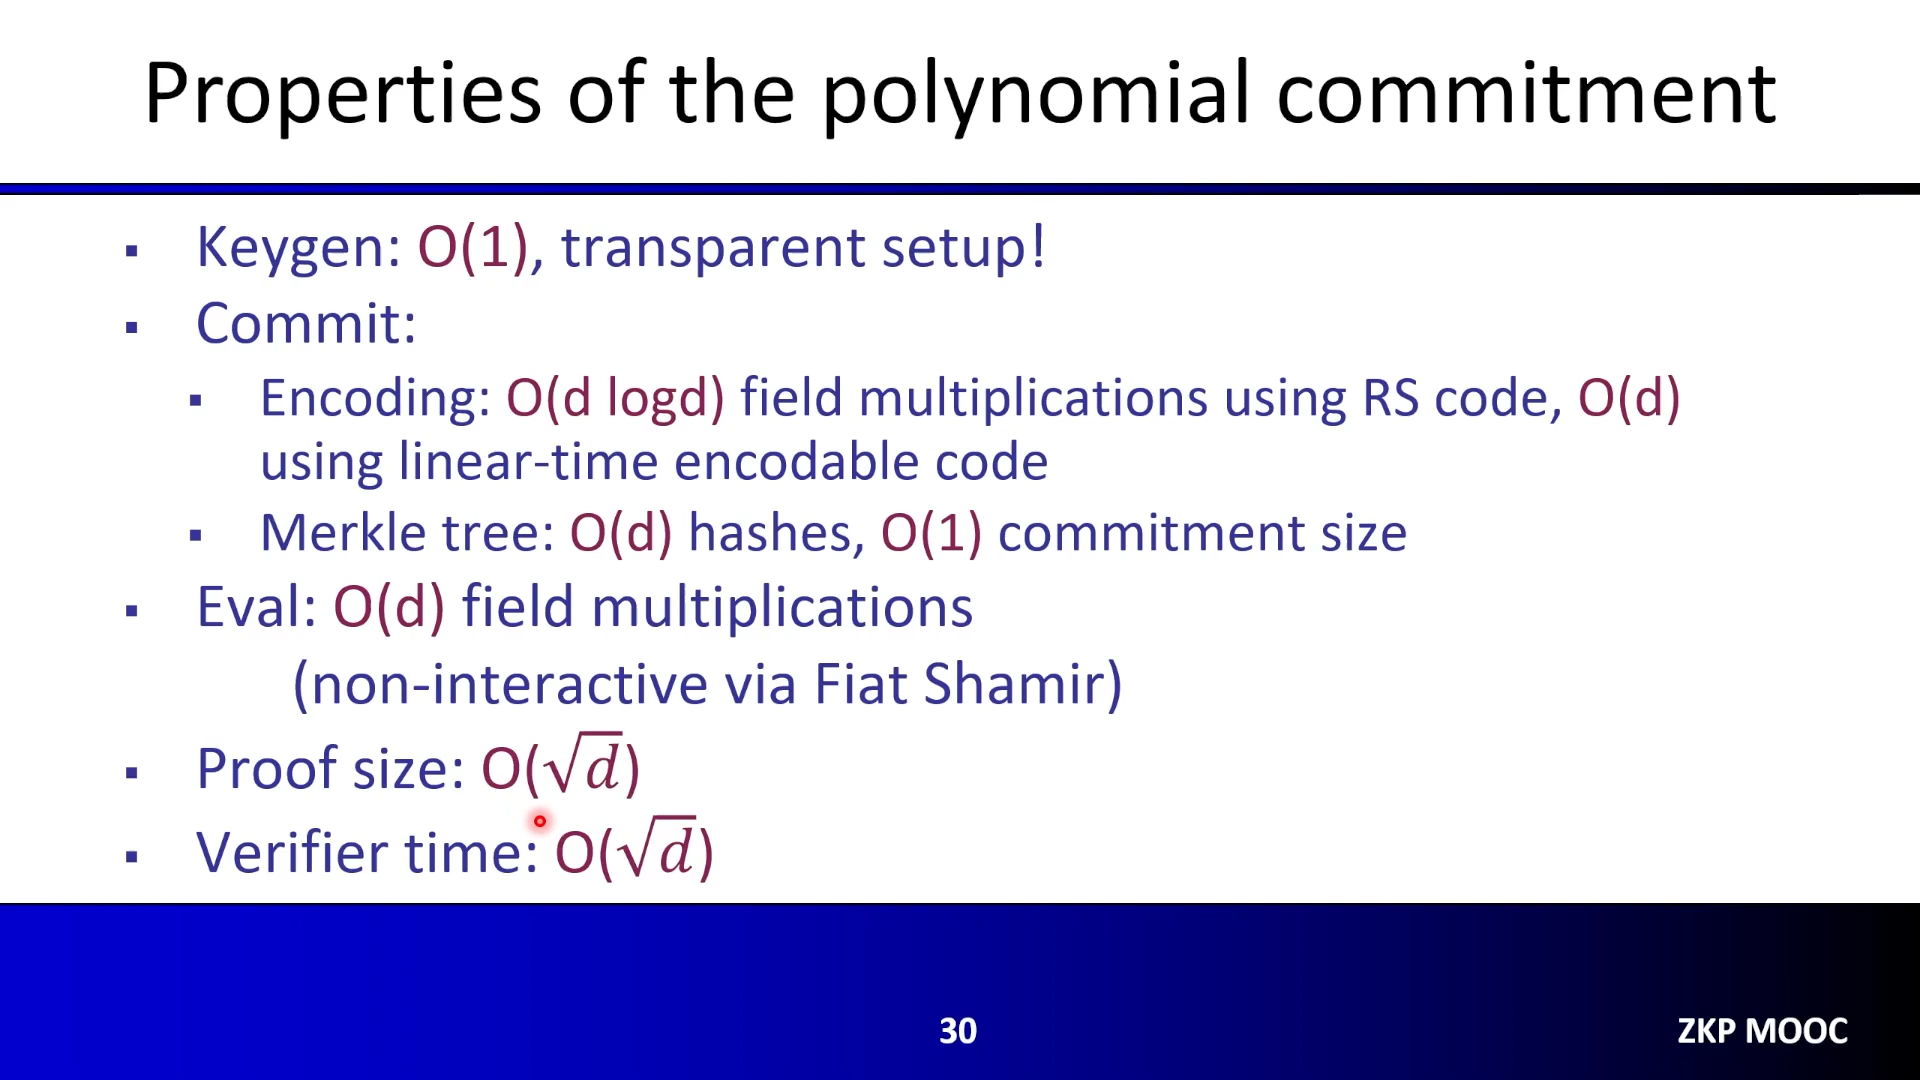 Properties of the polynomial commitment
▪ Keygen: O(1), transparent setup!
▪ Commit:
▪ Encoding: O(d logd) field multiplications using RS code, O(d)
using linear-time encodable code
▪ Merkle tree: O(d) hashes, O(1) commitment size
▪ Eval: O(d) field multiplications
(non-interactive via Fiat Shamir)
▪ Proof size: O(√d)
▪ Verifier time: O(√d)
30
ZKP MOOC